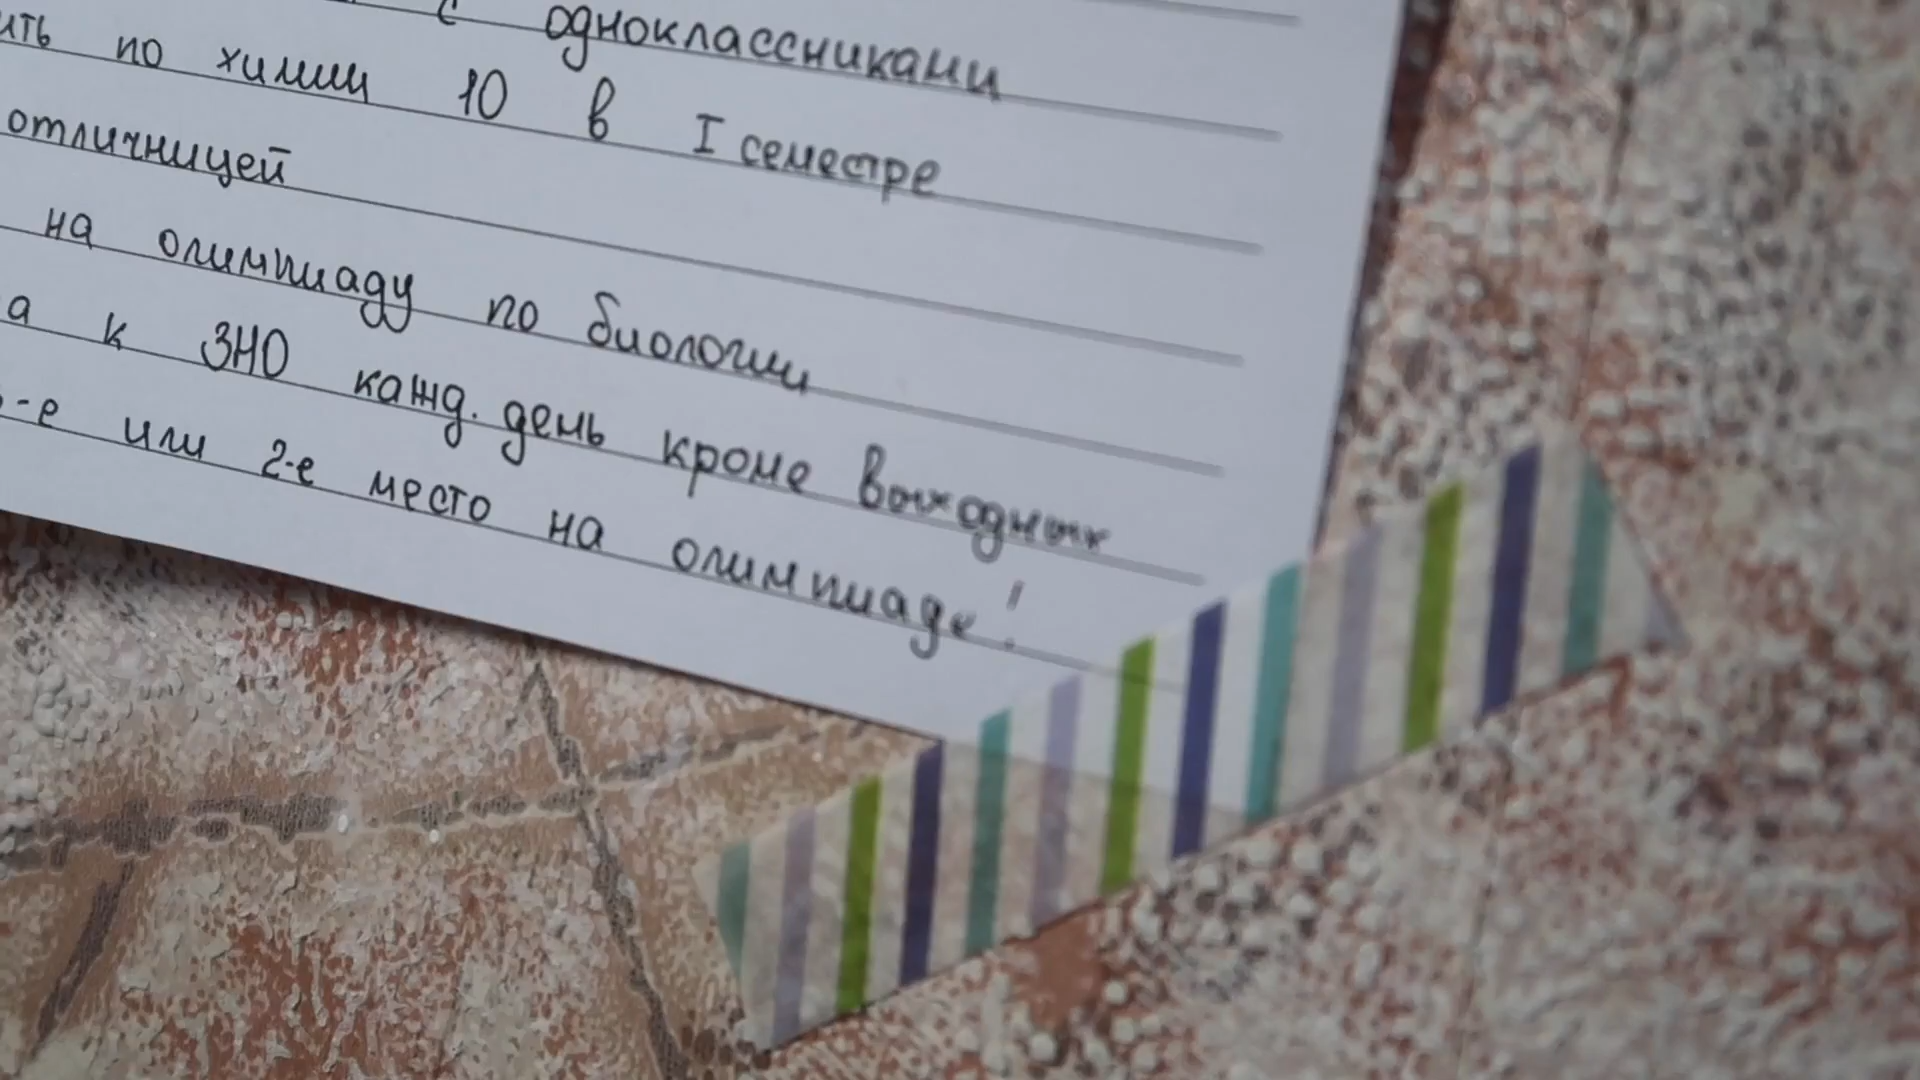 с одноклассниками
по химии 10 в I семестре
отличницей
на олимпиаду по биологии
к ЗНО кажд. день кроме выходных
или 2-е место на олимпиаде!